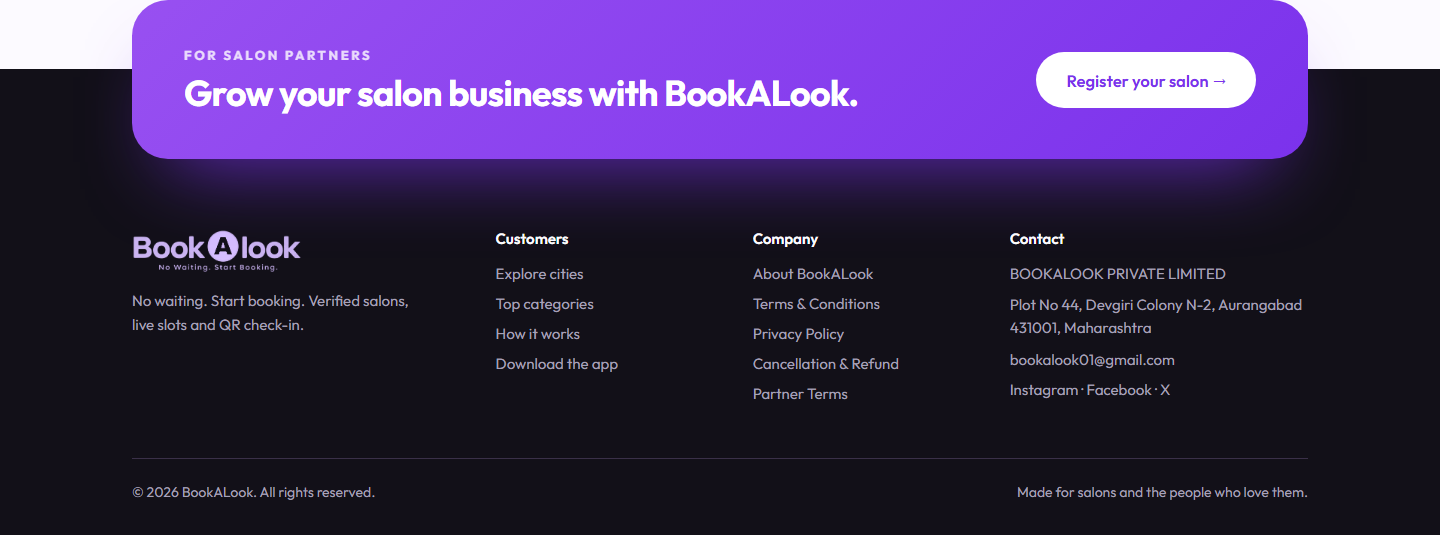 FOR SALON PARTNERS
Grow your salon business with BookALook.
Register your salon →
BookAlook
No Waiting. Start Booking.
No waiting. Start booking. Verified salons,
live slots and QR check-in.
Customers
Explore cities
Top categories
How it works
Download the app
Company
About BookALook
Terms & Conditions
Privacy Policy
Cancellation & Refund
Partner Terms
Contact
BOOKALOOK PRIVATE LIMITED
Plot No 44, Devgiri Colony N-2, Aurangabad
431001, Maharashtra
bookalook01@gmail.com
Instagram · Facebook · X
© 2026 BookALook. All rights reserved.
Made for salons and the people who love them.